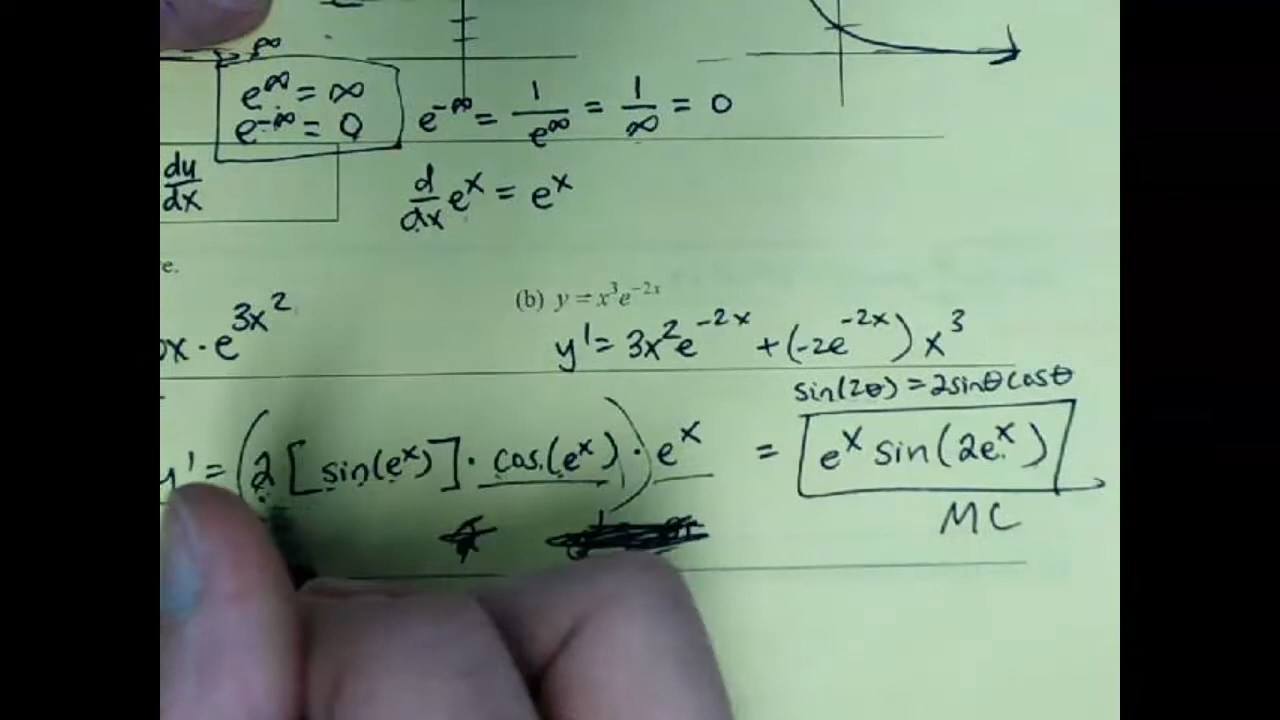 ∞
e^∞ = ∞
e^-∞ = 0
e^-∞ = 1/e^∞ = 1/∞ = 0
du/dx
d/dx e^x = e^x
e.
(b) y = x^3e^-2x
x · e^3x^2
y' = 3x^2e^-2x + (-2e^-2x) x^3
sin(2θ) = 2sinθcosθ
y' = (2[sin(e^x)] · cos(e^x)) · e^x = e^x sin(2e^x)
MC